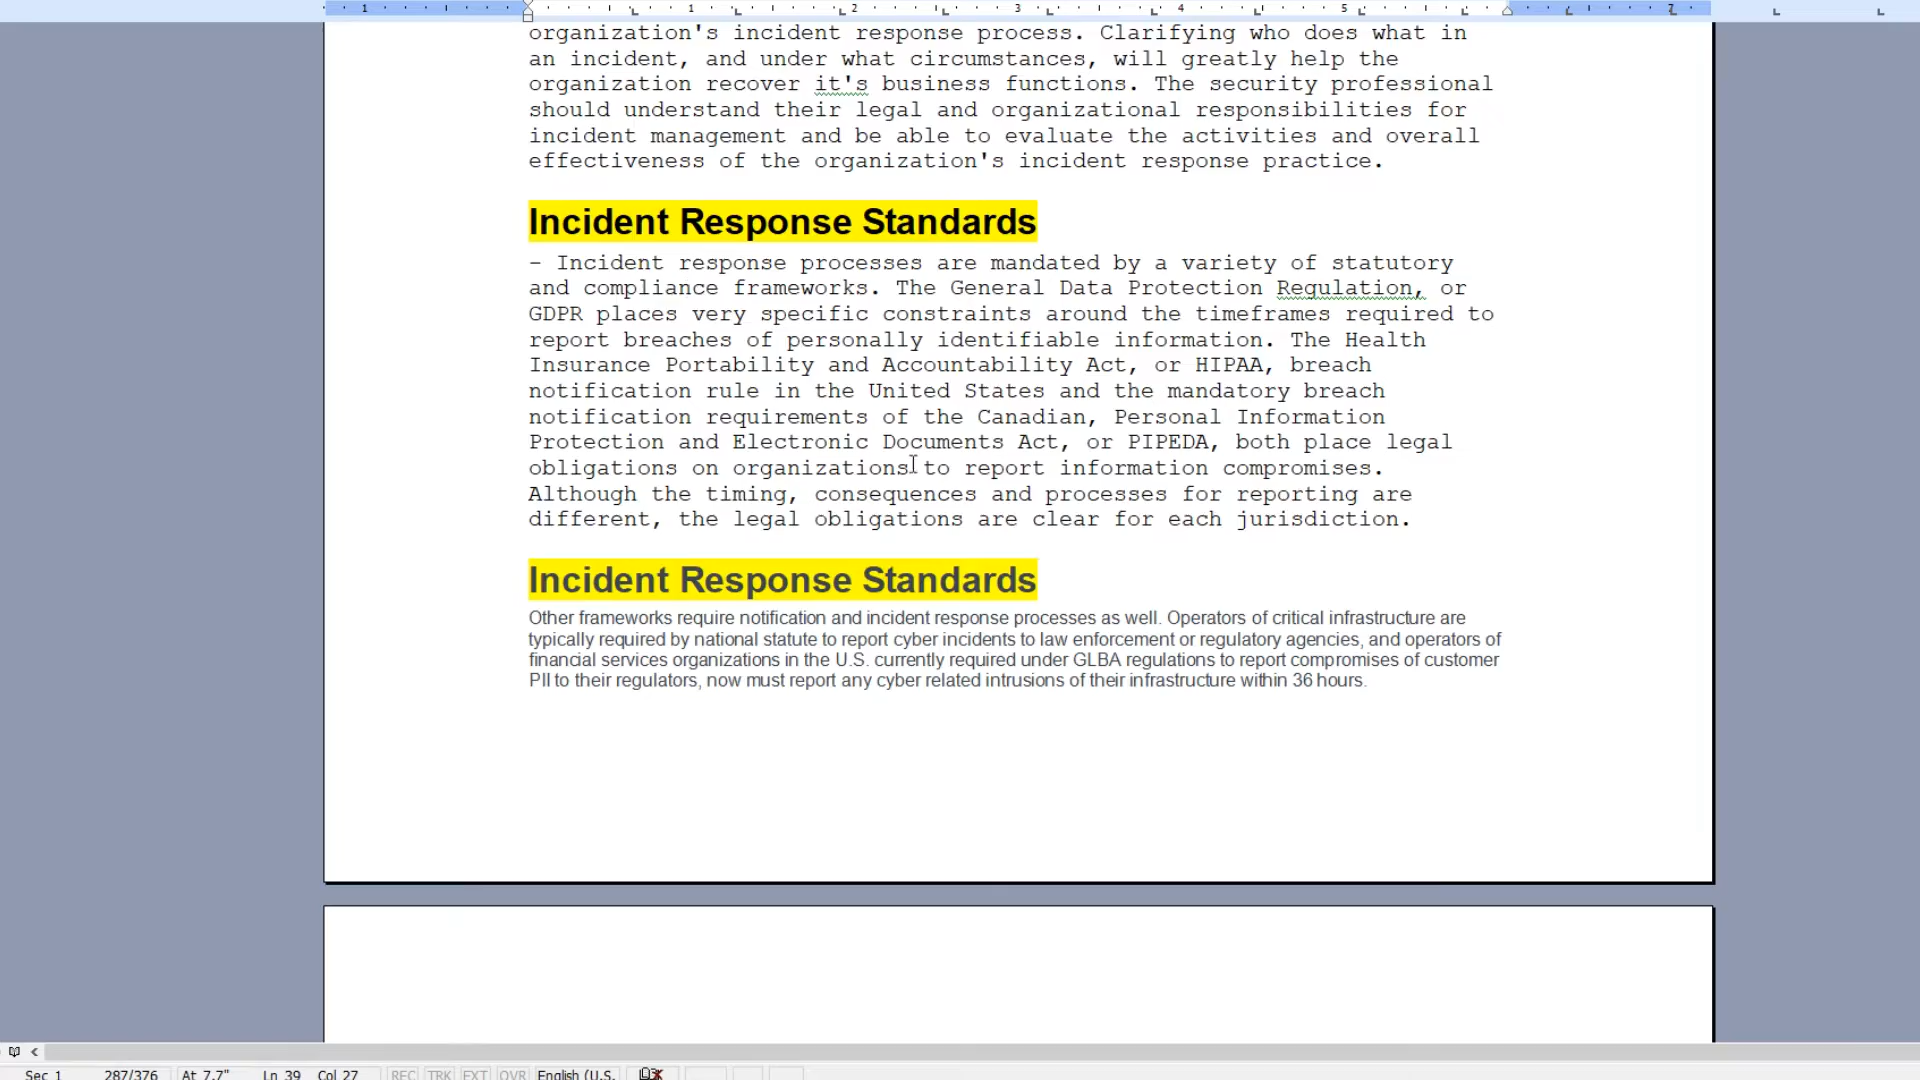 1 1 2 3 4 5 7
organization's incident response process. Clarifying who does what in
an incident, and under what circumstances, will greatly help the
organization recover it's business functions. The security professional
should understand their legal and organizational responsibilities for
incident management and be able to evaluate the activities and overall
effectiveness of the organization's incident response practice.
Incident Response Standards
- Incident response processes are mandated by a variety of statutory
and compliance frameworks. The General Data Protection Regulation, or
GDPR places very specific constraints around the timeframes required to
report breaches of personally identifiable information. The Health
Insurance Portability and Accountability Act, or HIPAA, breach
notification rule in the United States and the mandatory breach
notification requirements of the Canadian, Personal Information
Protection and Electronic Documents Act, or PIPEDA, both place legal
obligations on organizations to report information compromises.
Although the timing, consequences and processes for reporting are
different, the legal obligations are clear for each jurisdiction.
Incident Response Standards
Other frameworks require notification and incident response processes as well. Operators of critical infrastructure are
typically required by national statute to report cyber incidents to law enforcement or regulatory agencies, and operators of
financial services organizations in the U.S. currently required under GLBA regulations to report compromises of customer
PII to their regulators, now must report any cyber related intrusions of their infrastructure within 36 hours.
Sec 1 287/376 At 7.7" Ln 39 Col 27 REC TRK EXT OVR English (U.S.